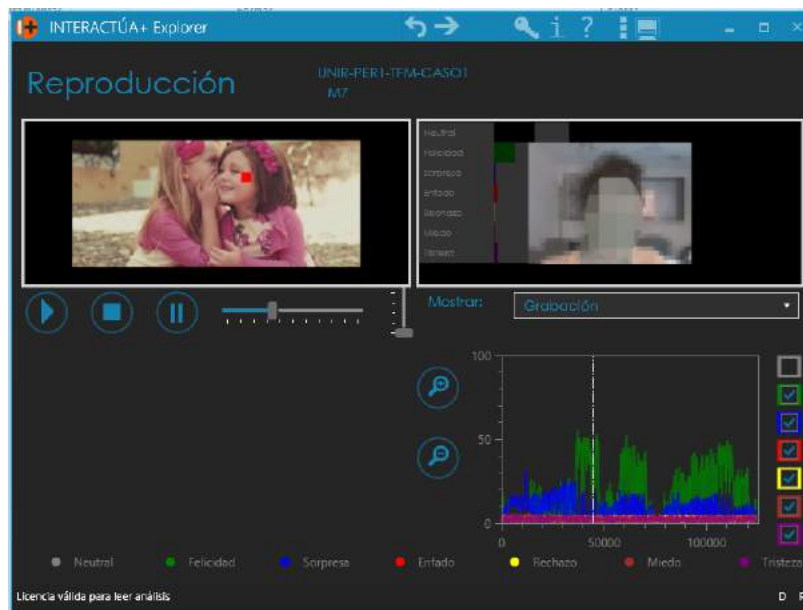 INTERACTÚA+ Explorer
Reproducción
UNIR-PER1-TFM-CASO1
M7
Neutral
Felicidad
Sorpresa
Enfado
Rechazo
Miedo
Tristeza
Mostrar:
Grabación
100
50
0
0
50000
100000
Neutral
Felicidad
Sorpresa
Enfado
Rechazo
Miedo
Tristeza
Licencia válida para leer análisis
D